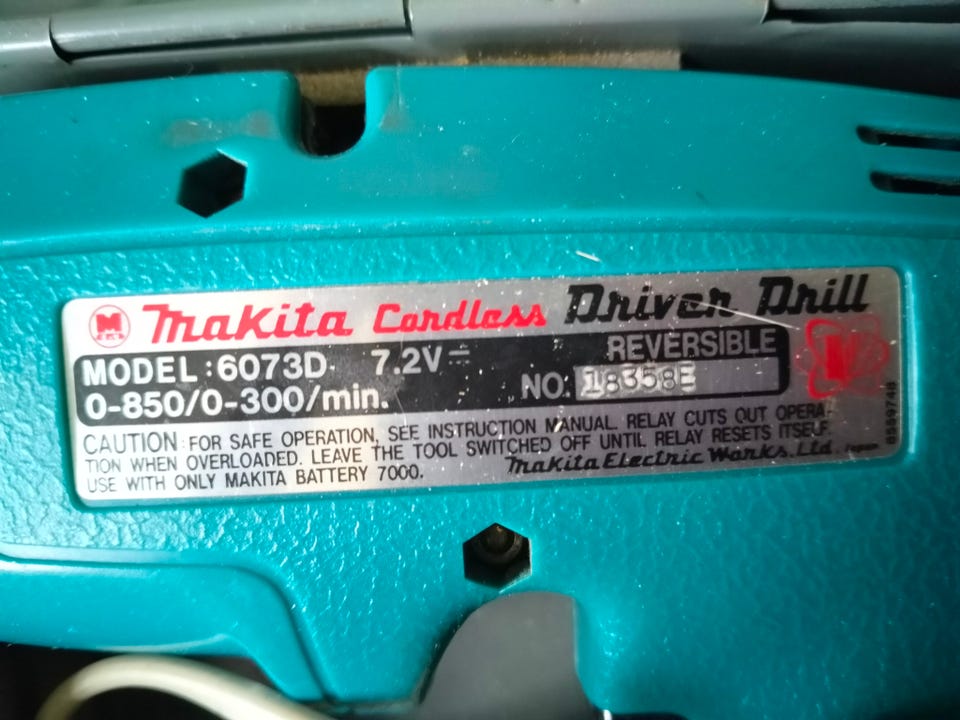 M Makita Cordless Driver Drill
MODEL:6073D 7.2V⎓ REVERSIBLE
0-850/0-300/min. NO. 18358E
CAUTION: FOR SAFE OPERATION, SEE INSTRUCTION MANUAL. RELAY CUTS OUT OPERA-
TION WHEN OVERLOADED. LEAVE THE TOOL SWITCHED OFF UNTIL RELAY RESETS ITSELF.
USE WITH ONLY MAKITA BATTERY 7000. Makita Electric Works, Ltd. Japan